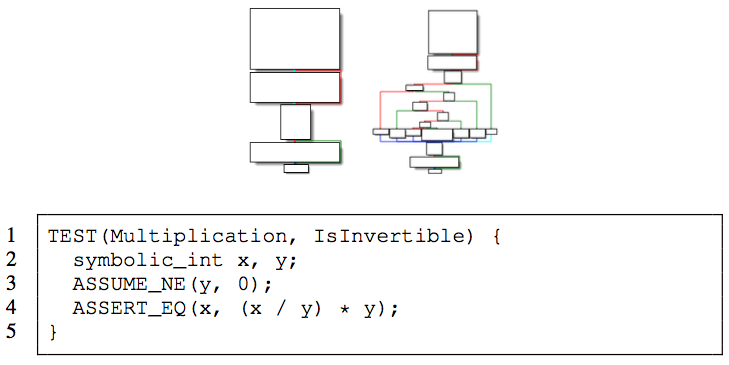 1 TEST(Multiplication, IsInvertible) {
2 symbolic_int x, y;
3 ASSUME_NE(y, 0);
4 ASSERT_EQ(x, (x / y) * y);
5 }